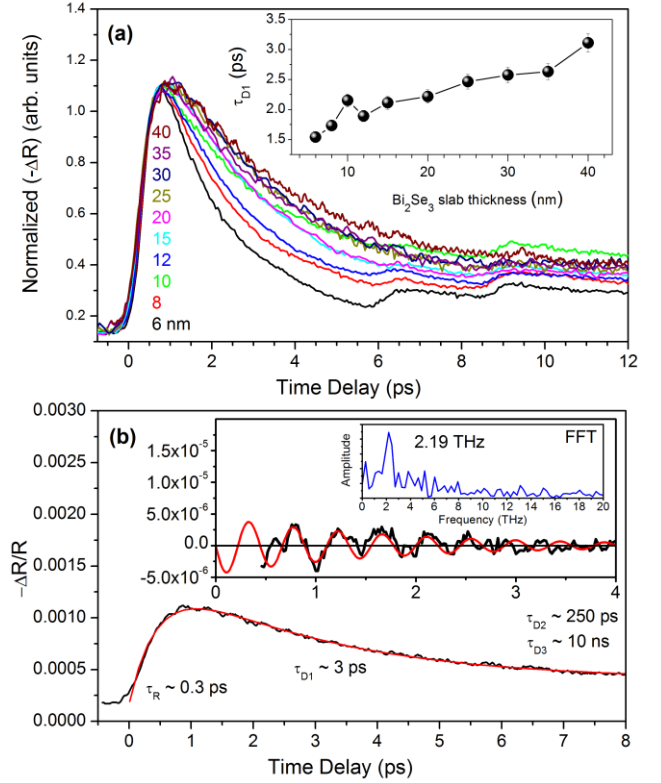 (a)
Normalized (-ΔR) (arb. units)
1.4
1.2
1.0
0.8
0.6
0.4
0.2
40
35
30
25
20
15
12
10
8
6 nm
τD1 (ps)
3.5
3.0
2.5
2.0
1.5
10 20 30 40
Bi2Se3 slab thickness (nm)
0 2 4 6 8 10 12
Time Delay (ps)
(b)
−ΔR/R
0.0030
0.0025
0.0020
0.0015
0.0010
0.0005
0.0000
1.5x10-5
1.0x10-5
5.0x10-6
0.0
-5.0x10-6
0 1 2 3 4
Amplitude
2.19 THz
FFT
0 2 4 6 8 10 12 14 16 18 20
Frequency (THz)
τD2 ~ 250 ps
τD3 ~ 10 ns
τD1 ~ 3 ps
τR ~ 0.3 ps
0 1 2 3 4 5 6 7 8
Time Delay (ps)